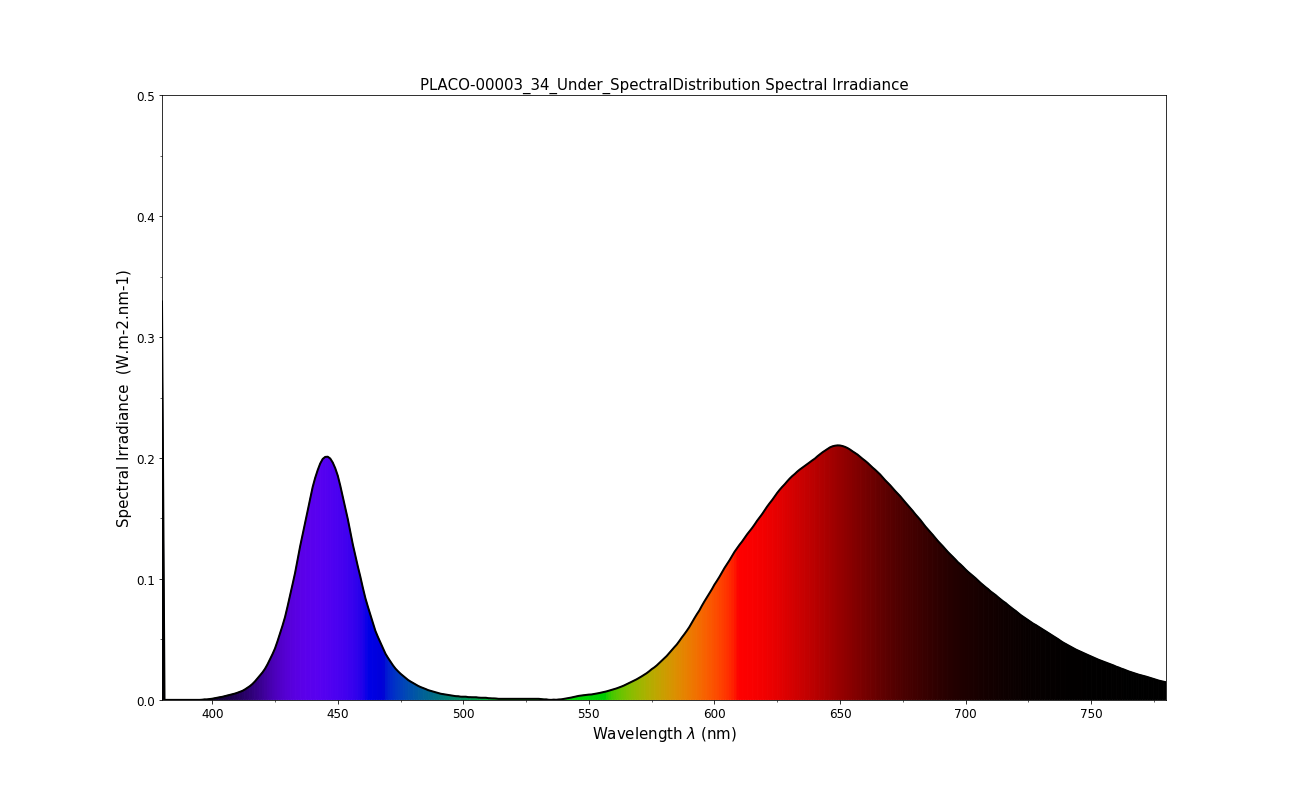 PLACO-00003_34_Under_SpectralDistribution Spectral Irradiance
Spectral Irradiance (W.m-2.nm-1)
0.5
0.4
0.3
0.2
0.1
0.0
400 450 500 550 600 650 700 750
Wavelength λ (nm)